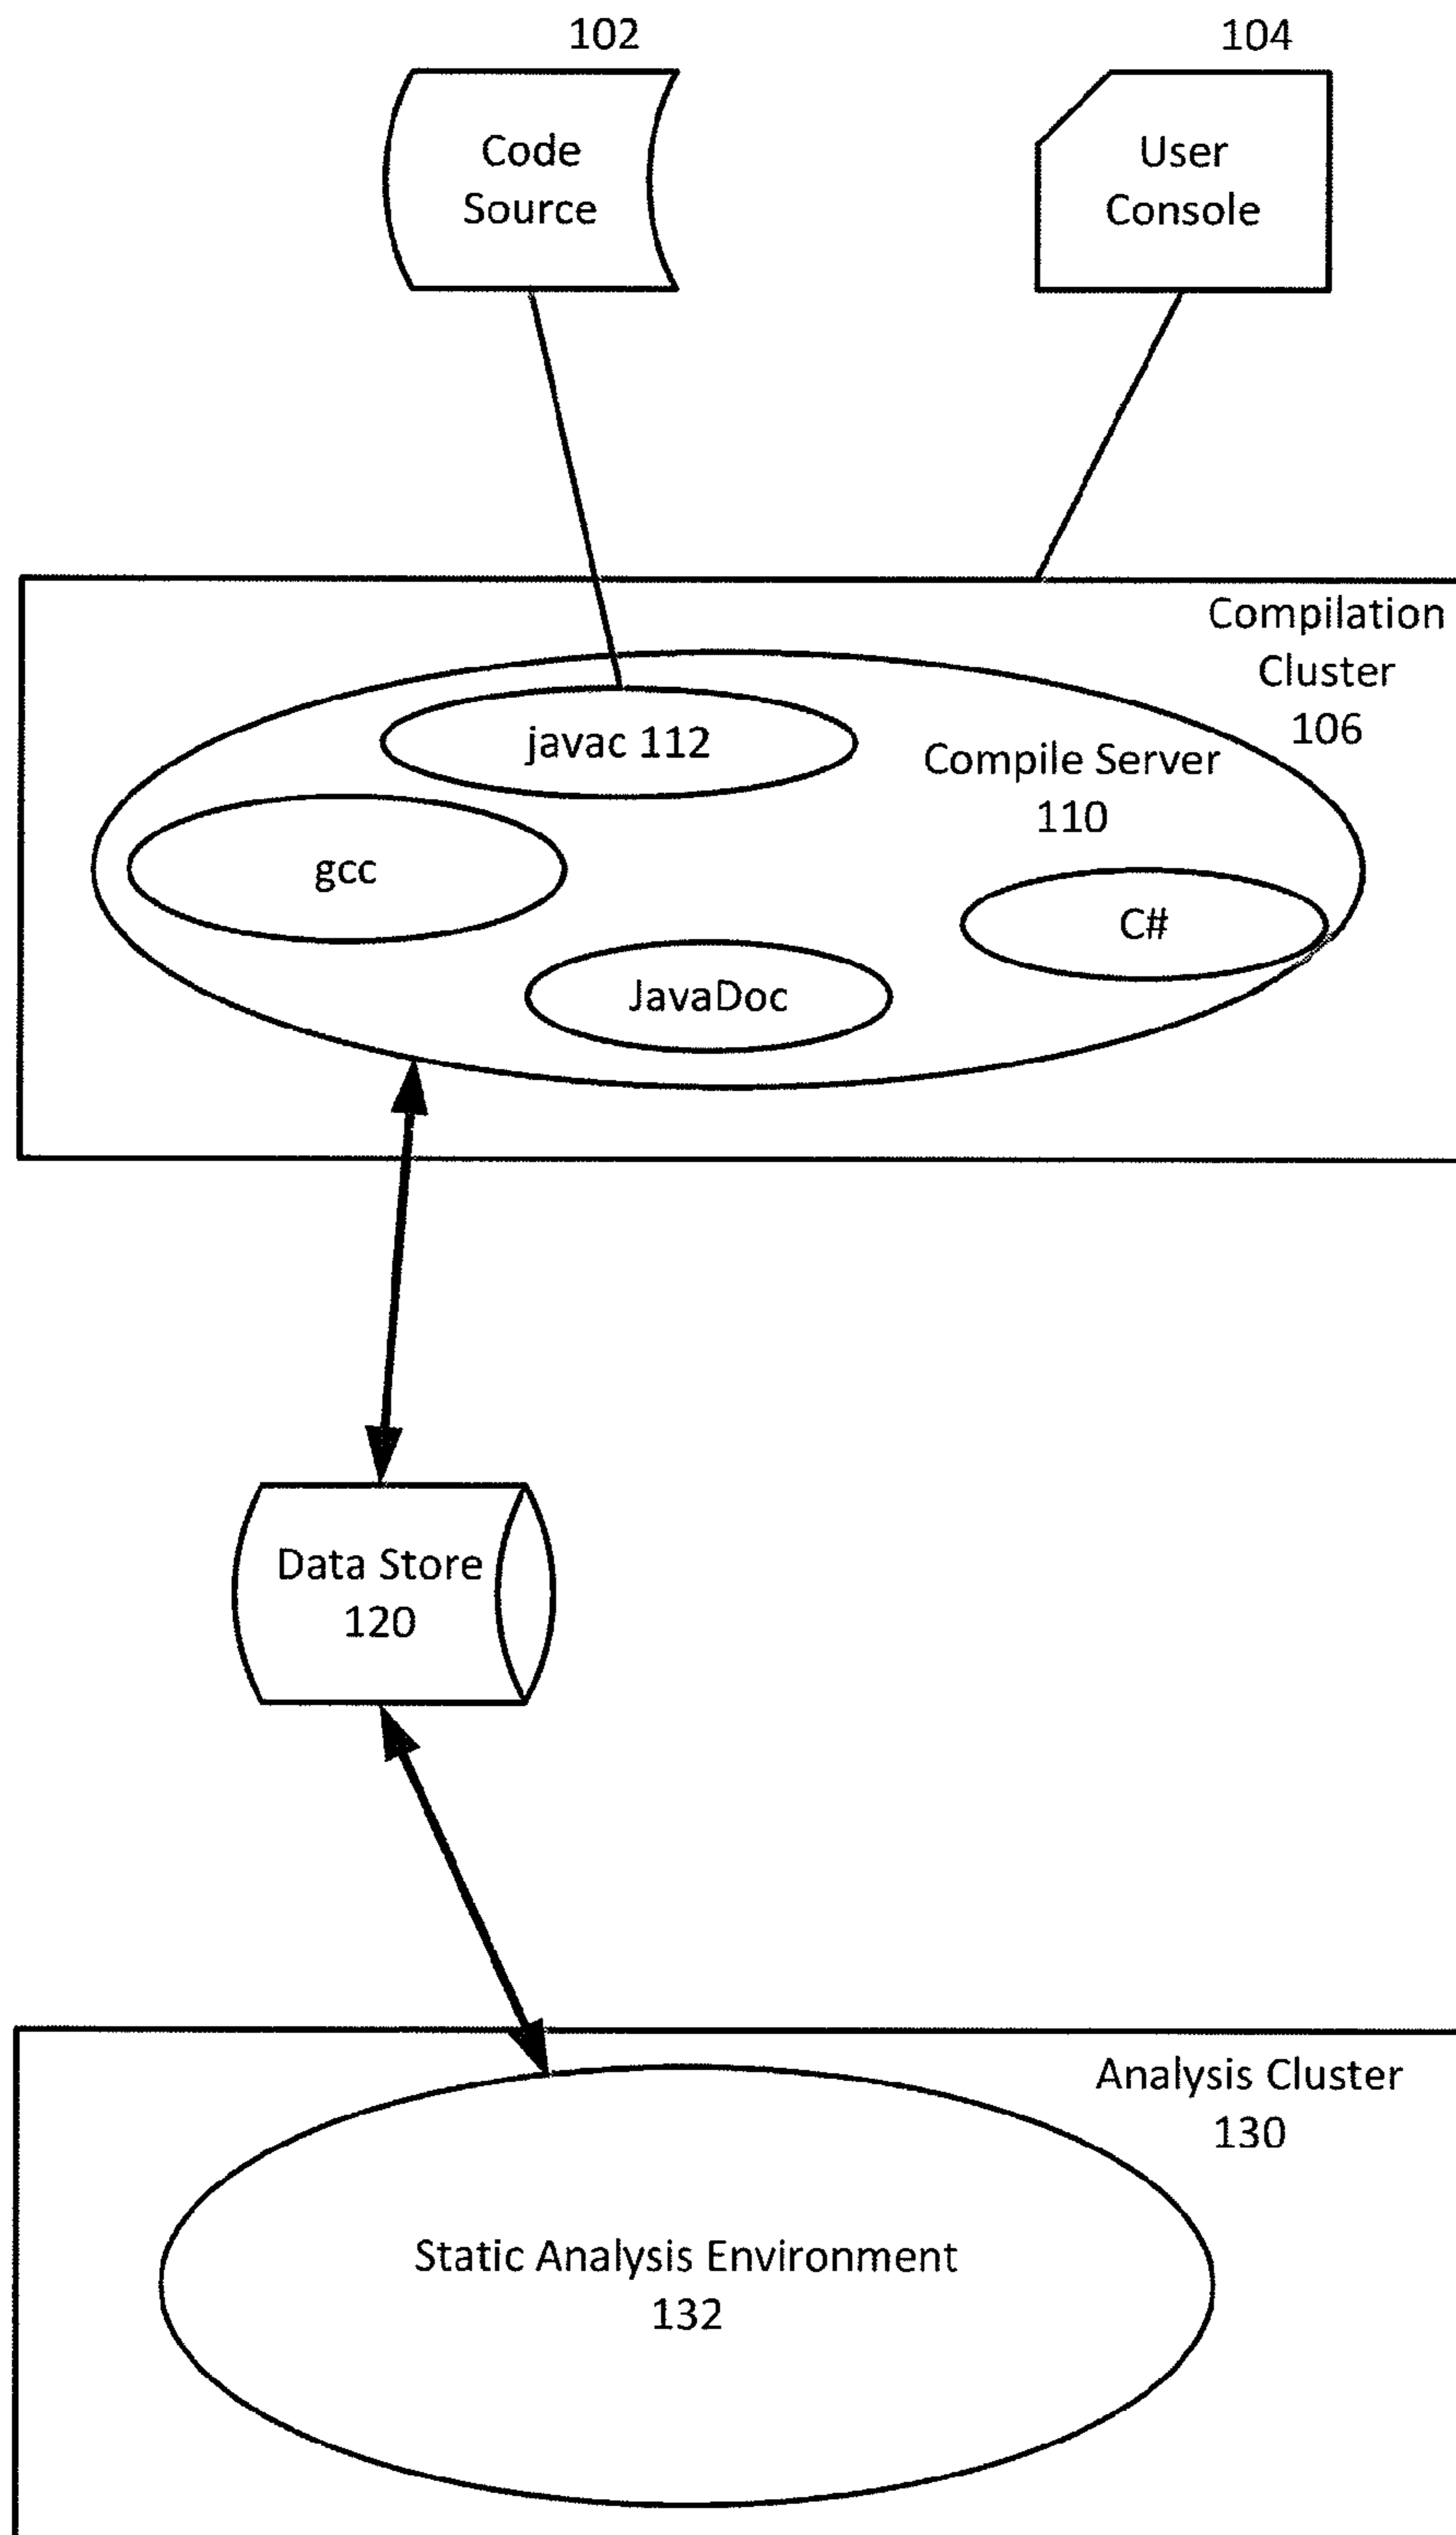 102
104
Code
Source
User
Console
Compilation
Cluster
106
javac 112
Compile Server
110
gcc
C#
JavaDoc
Data Store
120
Analysis Cluster
130
Static Analysis Environment
132